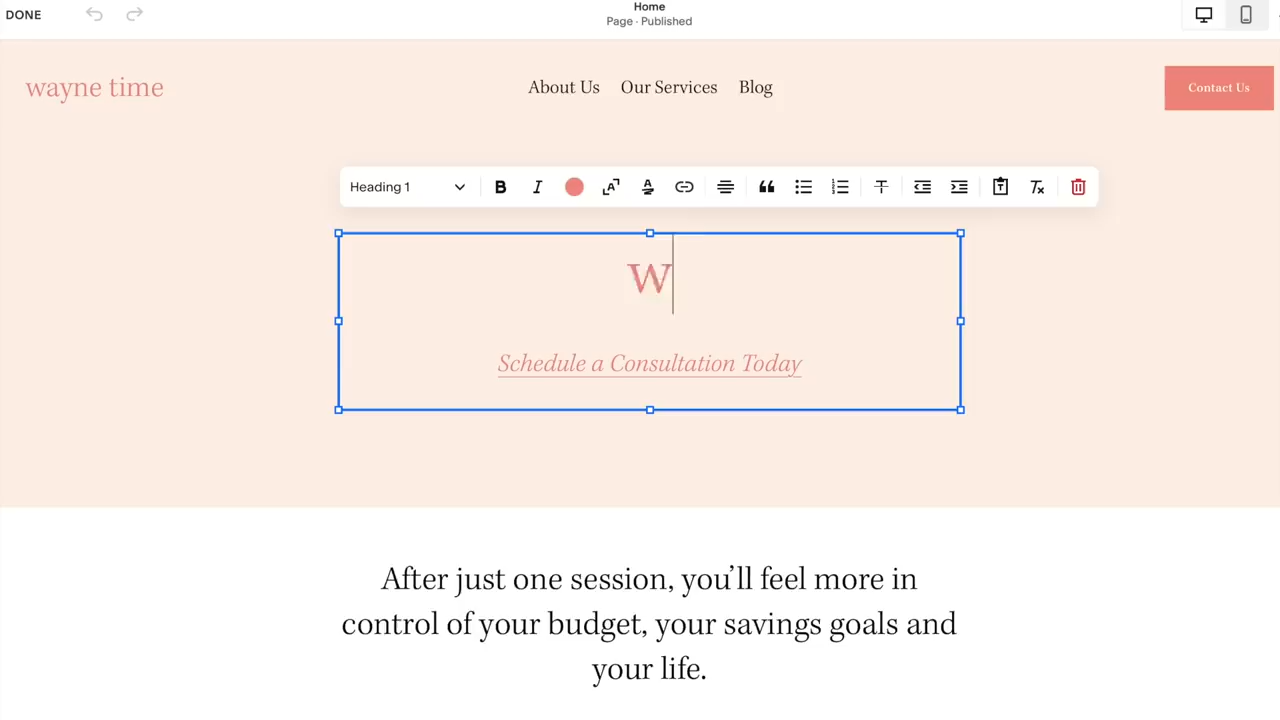 DONE
Home
Page · Published
wayne time
About Us Our Services Blog
Contact Us
Heading 1
w
Schedule a Consultation Today
After just one session, you’ll feel more in
control of your budget, your savings goals and
your life.